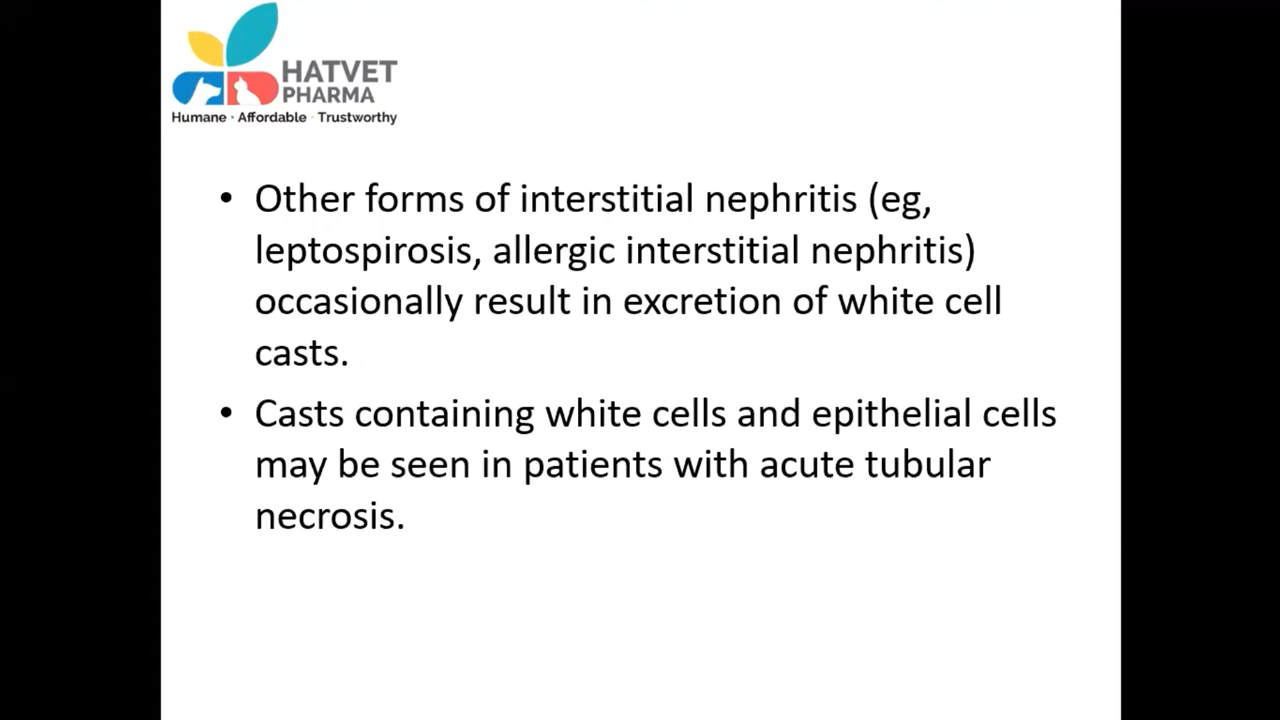 HATVET
PHARMA
Humane · Affordable · Trustworthy
• Other forms of interstitial nephritis (eg,
leptospirosis, allergic interstitial nephritis)
occasionally result in excretion of white cell
casts.
• Casts containing white cells and epithelial cells
may be seen in patients with acute tubular
necrosis.